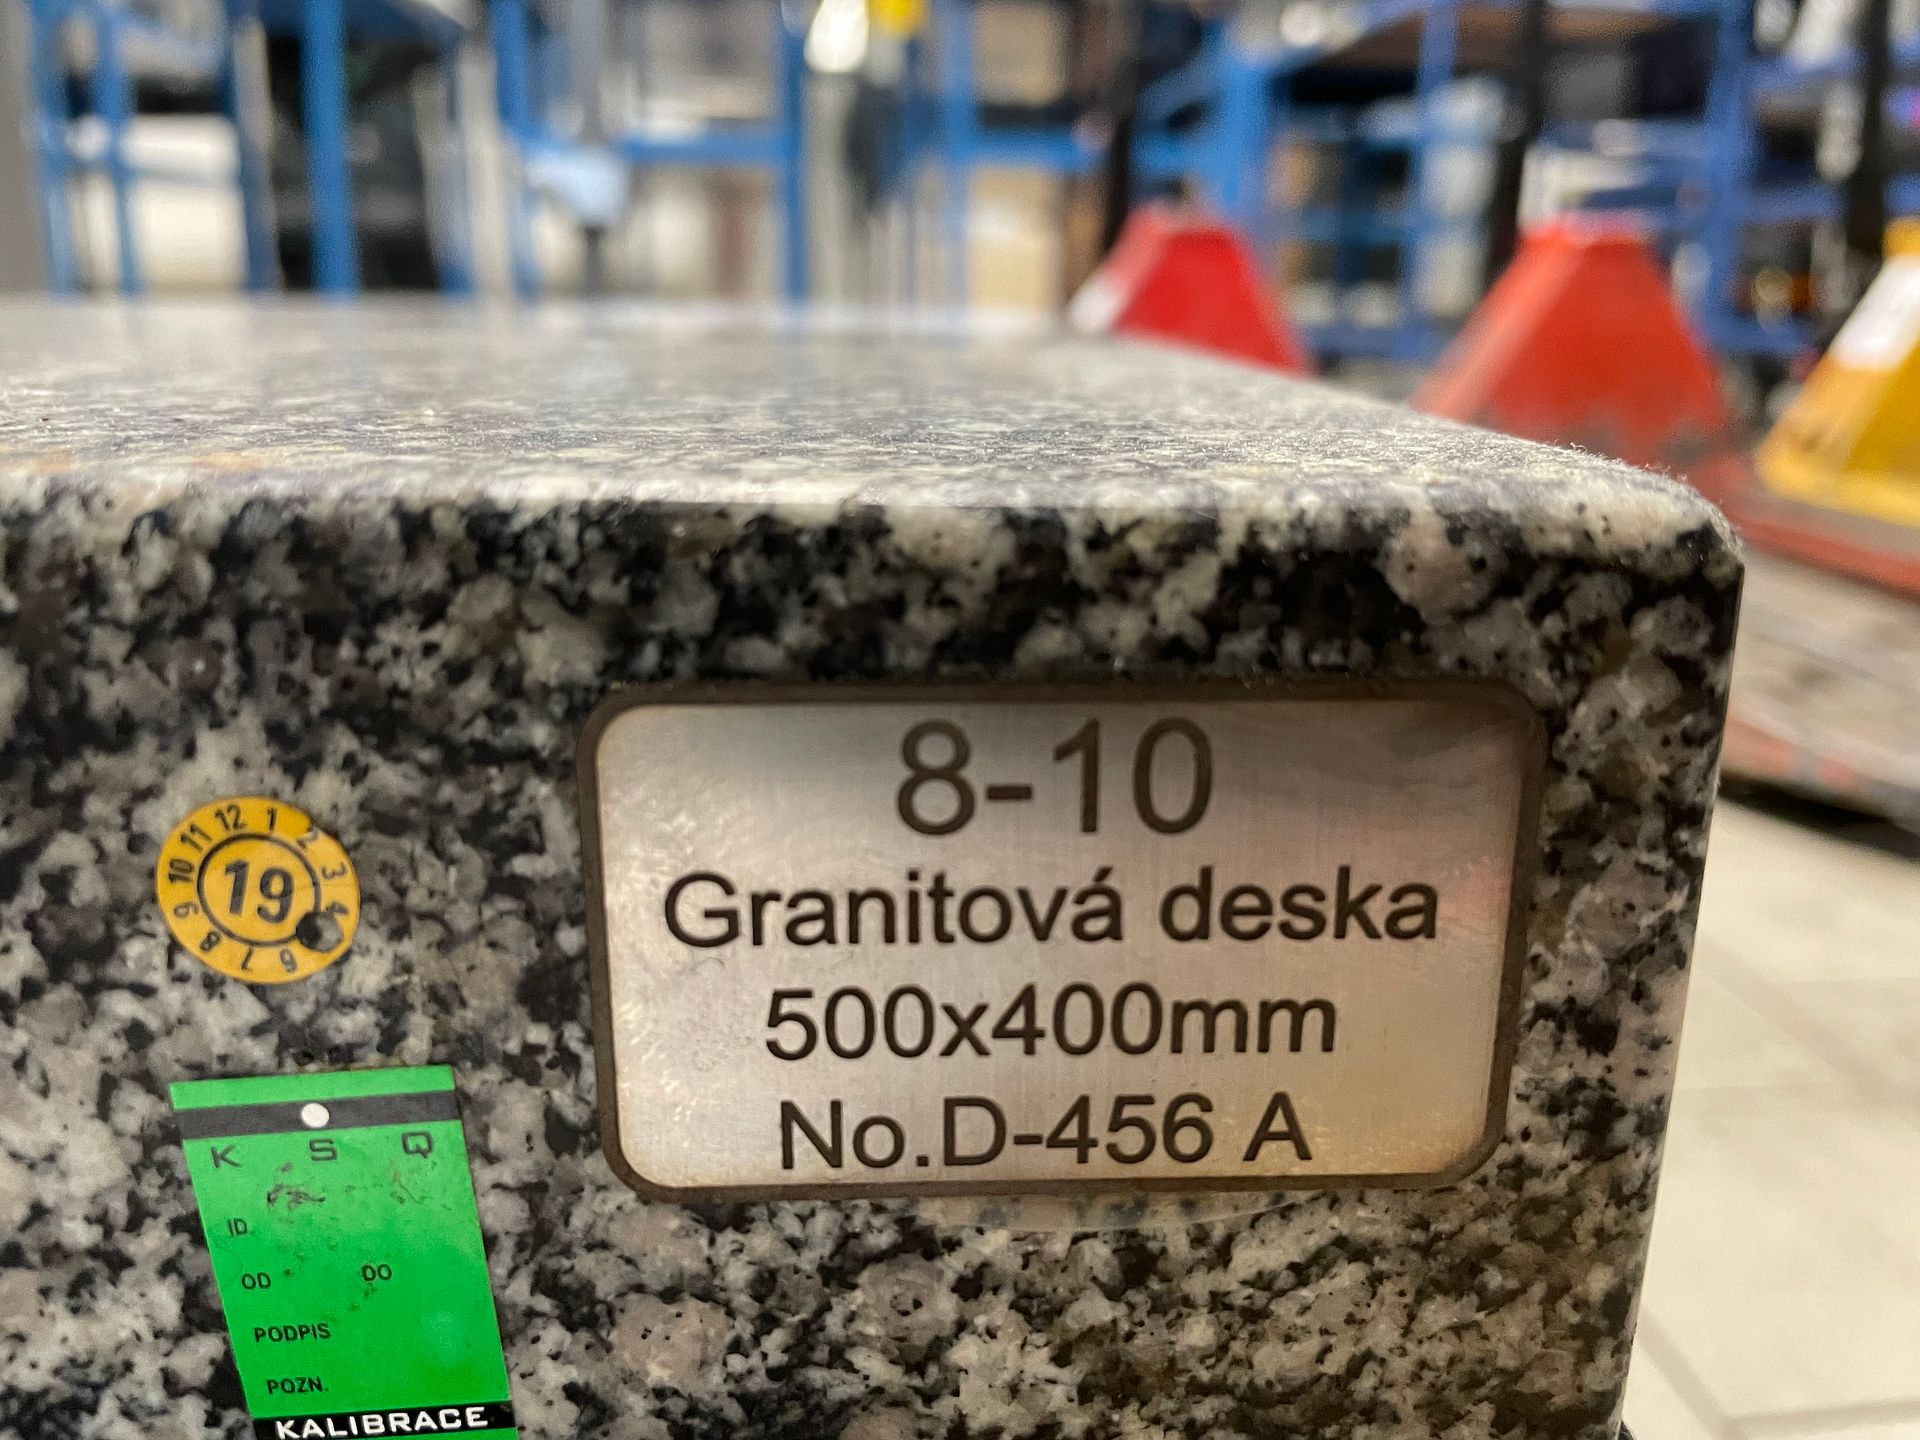 8-10
Granitová deska
500x400mm
No.D-456 A
12 1 2 3 4 6 7 8 9 10 11
19
K S Q
ID.
OD DO
PODPIS
POZN.
KALIBRACE